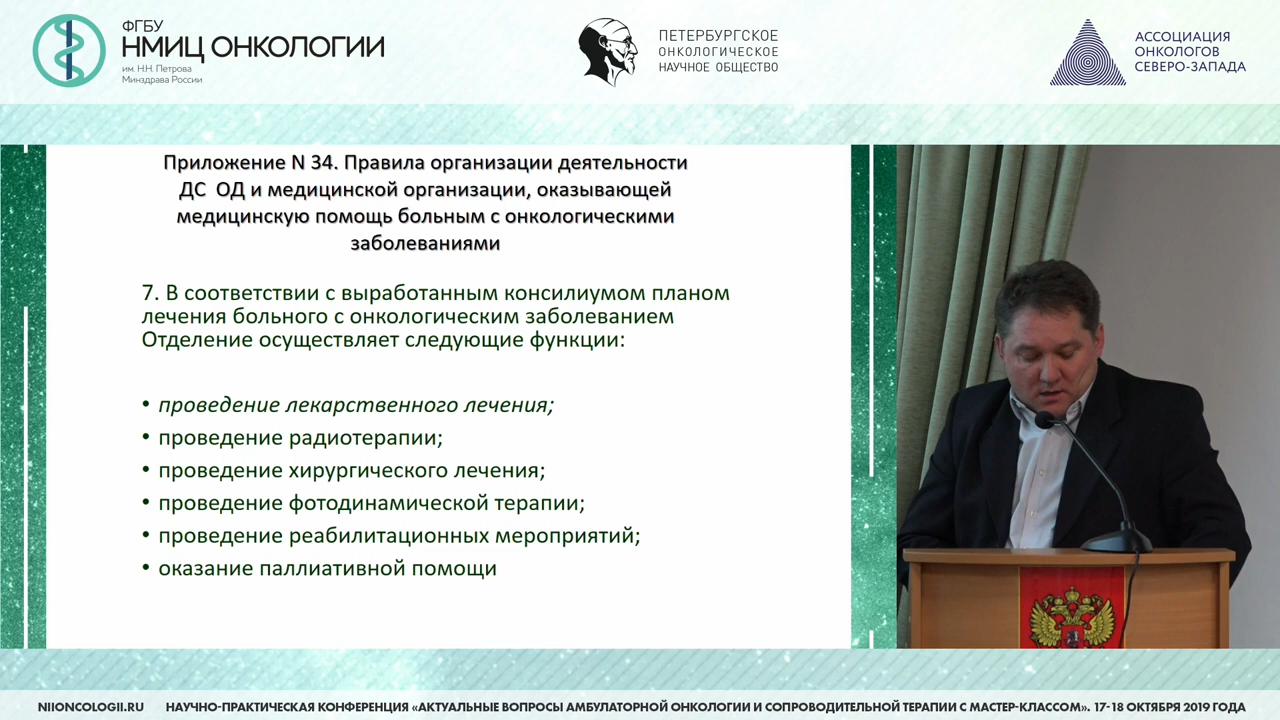 ФГБУ
НМИЦ ОНКОЛОГИИ
им. Н.Н. Петрова
Минздрава России
ПЕТЕРБУРГСКОЕ
ОНКОЛОГИЧЕСКОЕ
НАУЧНОЕ ОБЩЕСТВО
АССОЦИАЦИЯ
ОНКОЛОГОВ
СЕВЕРО-ЗАПАДА
Приложение N 34. Правила организации деятельности
ДС ОД и медицинской организации, оказывающей
медицинскую помощь больным с онкологическими
заболеваниями
7. В соответствии с выработанным консилиумом планом
лечения больного с онкологическим заболеванием
Отделение осуществляет следующие функции:
• проведение лекарственного лечения;
• проведение радиотерапии;
• проведение хирургического лечения;
• проведение фотодинамической терапии;
• проведение реабилитационных мероприятий;
• оказание паллиативной помощи
NIIONCOLOGII.RU НАУЧНО-ПРАКТИЧЕСКАЯ КОНФЕРЕНЦИЯ «АКТУАЛЬНЫЕ ВОПРОСЫ АМБУЛАТОРНОЙ ОНКОЛОГИИ И СОПРОВОДИТЕЛЬНОЙ ТЕРАПИИ С МАСТЕР-КЛАССОМ». 17-18 ОКТЯБРЯ 2019 ГОДА